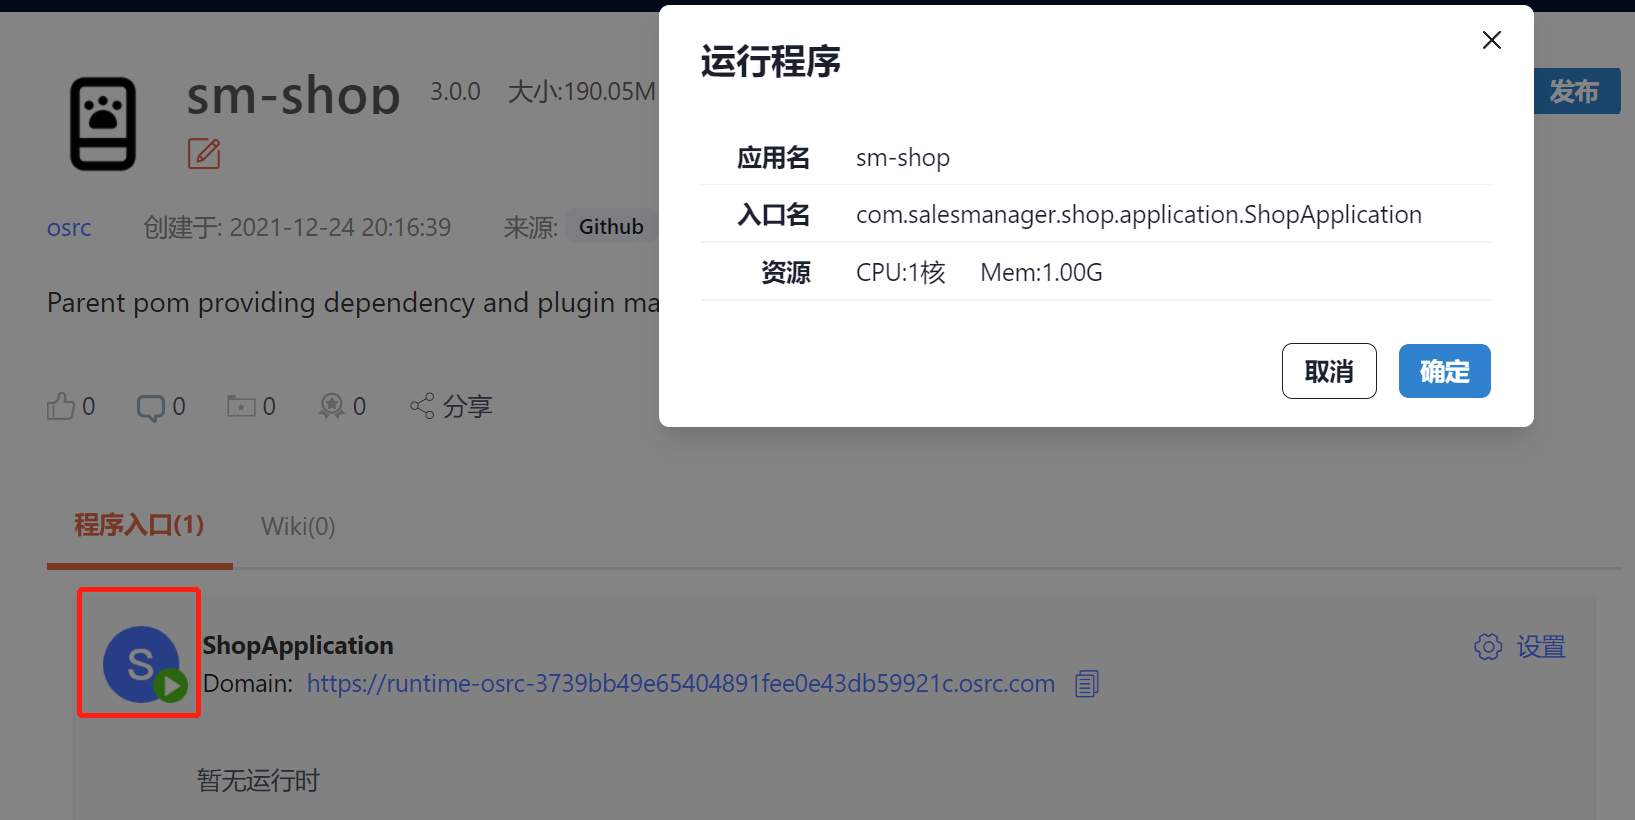 运行程序
应用名 sm-shop
入口名 com.salesmanager.shop.application.ShopApplication
资源 CPU:1核 Mem:1.00G
取消 确定
sm-shop 3.0.0 大小:190.05M
发布
osrc 创建于: 2021-12-24 20:16:39 来源: Github
Parent pom providing dependency and plugin ma
0 0 0 0 分享
程序入口(1) Wiki(0)
S
ShopApplication
设置
Domain: https://runtime-osrc-3739bb49e65404891fee0e43db59921c.osrc.com
暂无运行时